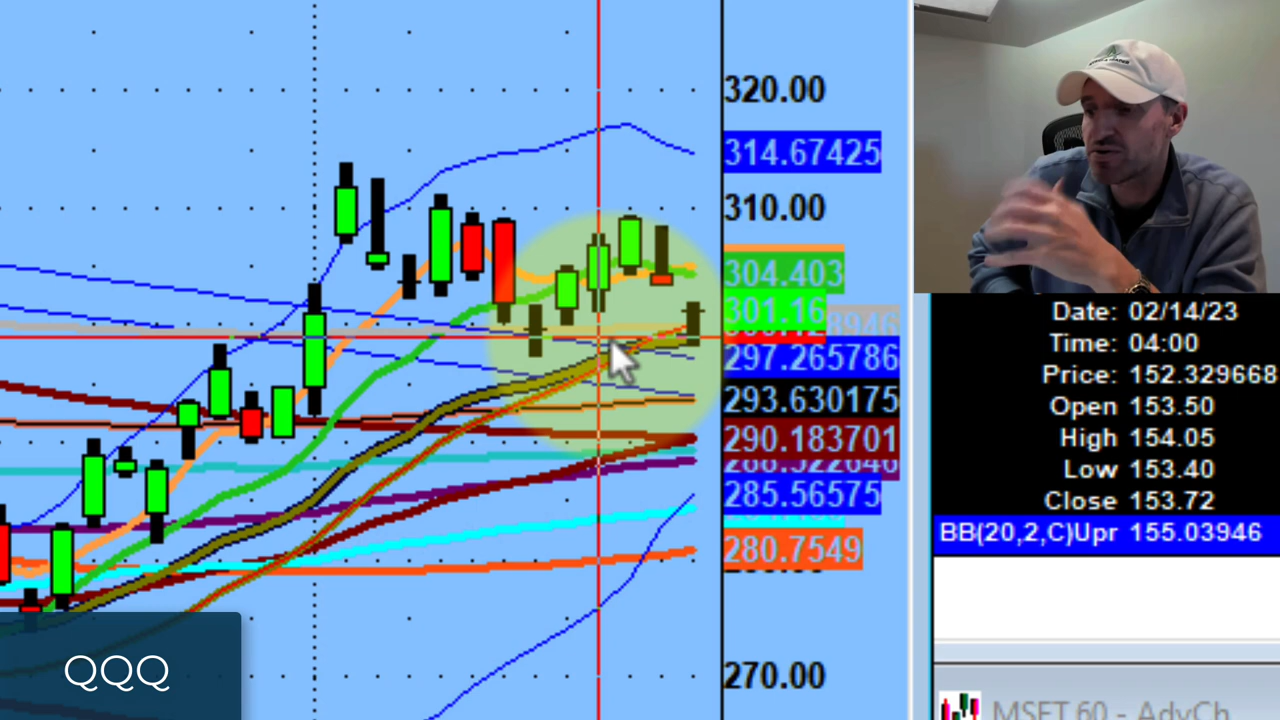 320.00
314.67425
310.00
304.403
301.16
297.265786
293.630175
290.183701
285.56575
280.7549
270.00
QQQ
Date: 02/14/23
Time: 04:00
Price: 152.329668
Open 153.50
High 154.05
Low 153.40
Close 153.72
BB(20,2,C)Upr 155.03946